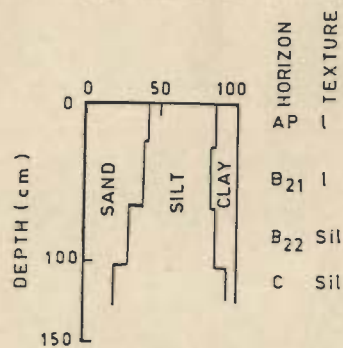 HORIZON
TEXTURE
0 50 100
0
100
150
DEPTH (cm)
SAND
SILT
CLAY
AP l
B21 l
B22 Sil
C Sil